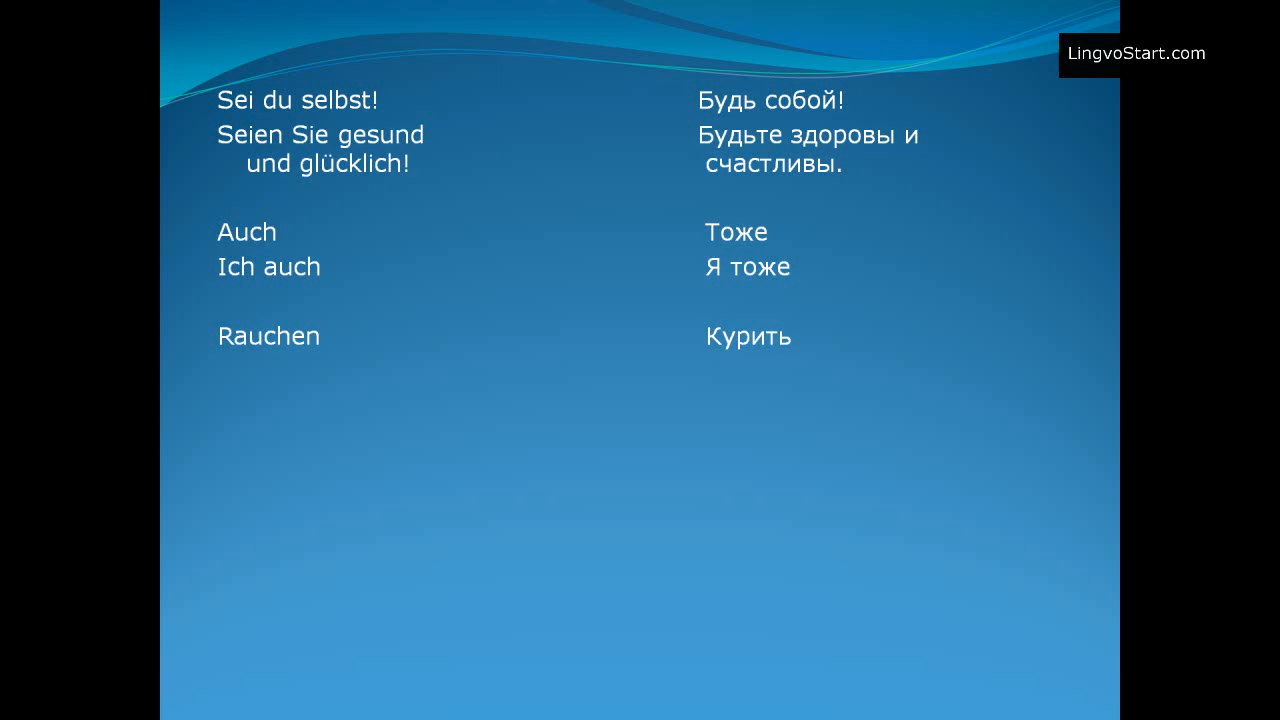 LingvoStart.com
Sei du selbst!
Будь собой!
Seien Sie gesund
und glücklich!
Будьте здоровы и
счастливы.
Auch
Тоже
Ich auch
Я тоже
Rauchen
Курить